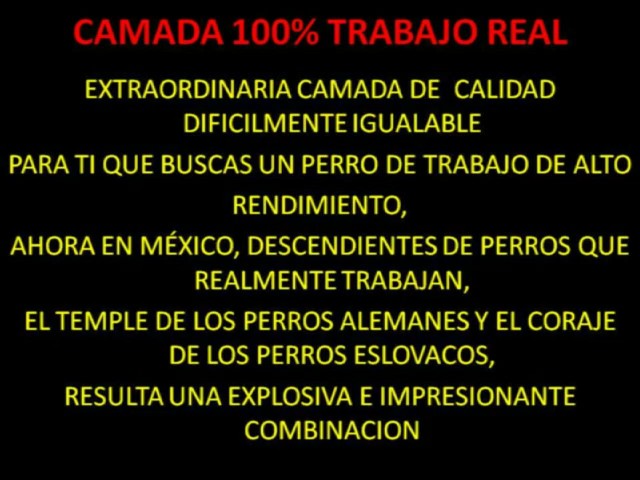 CAMADA 100% TRABAJO REAL
EXTRAORDINARIA CAMADA DE CALIDAD
DIFICILMENTE IGUALABLE
PARA TI QUE BUSCAS UN PERRO DE TRABAJO DE ALTO
RENDIMIENTO,
AHORA EN MÉXICO, DESCENDIENTES DE PERROS QUE
REALMENTE TRABAJAN,
EL TEMPLE DE LOS PERROS ALEMANES Y EL CORAJE
DE LOS PERROS ESLOVACOS,
RESULTA UNA EXPLOSIVA E IMPRESIONANTE
COMBINACION